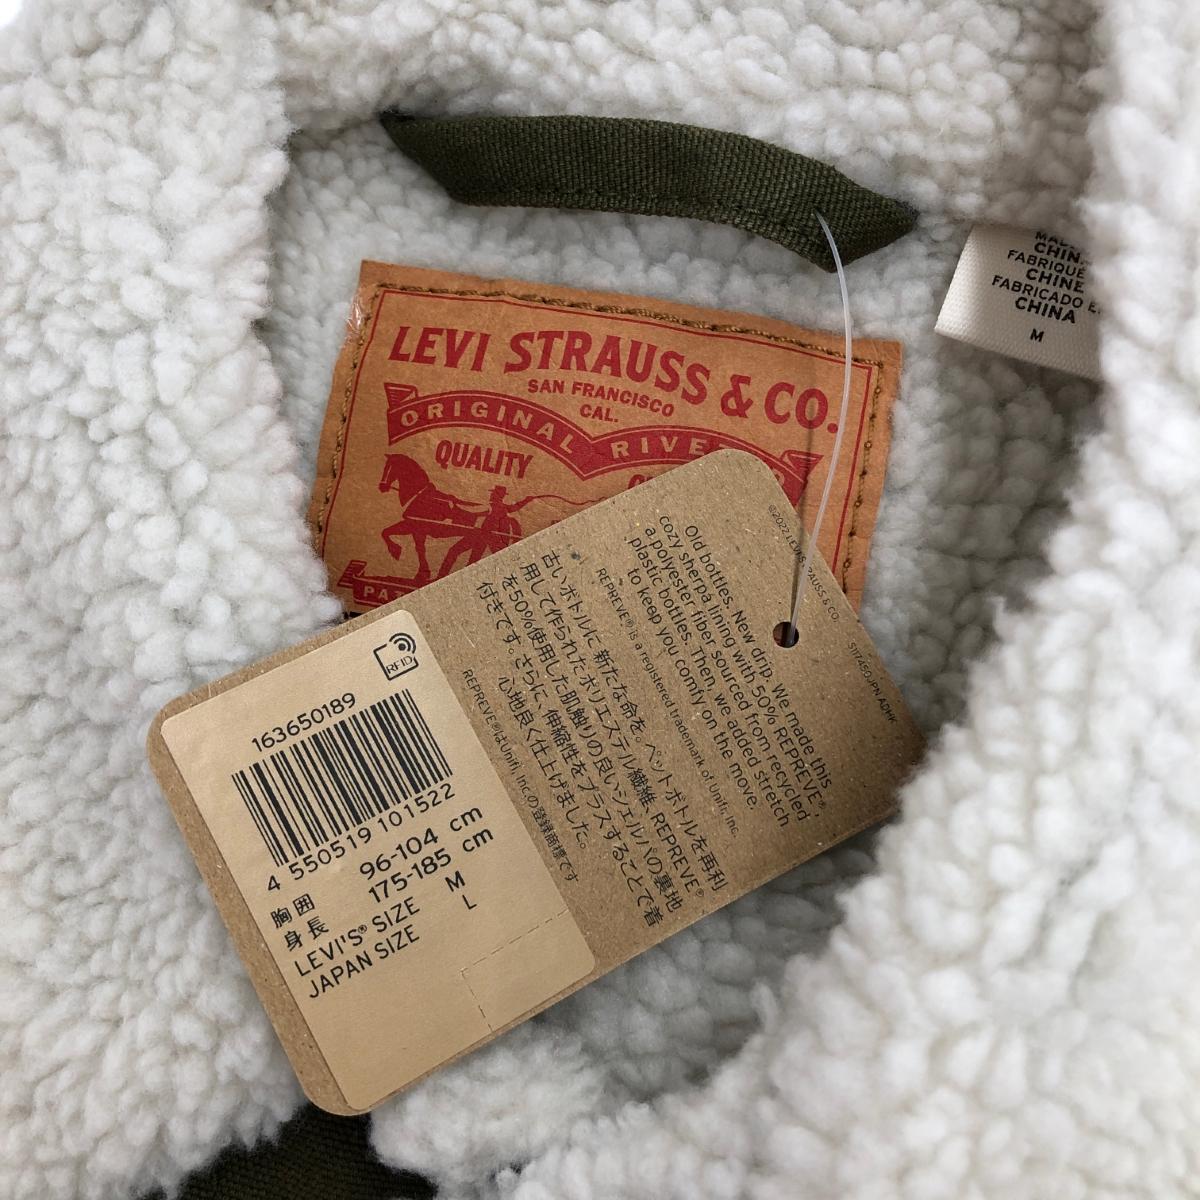 MADE
CHIN
FABRIQUÉ
CHINE
FABRICADO E
CHINA
M
LEVI STRAUSS & CO.
SAN FRANCISCO
CAL.
ORIGINAL RIVE
QUALITY
PAT
©2022 LEVI S RAUSS & CO.
S117450JPN ADHK
Old bottles. New drip. We made this
cozy sherpa lining with 50% REPREVE®,
a polyester fiber sourced from recycled
plastic bottles. Then, we added stretch
to keep you comfy on the move.
REPREVE® is a registered trademark of Unifi, Inc.
古いボトルに 新たな命を。ペットボトルを再利
用して作られたポリエステル繊維、REPREVE®
を50%使用した肌触りの良いシェルパの裏地
付きです。さらに、伸縮性をプラスすることで着
心地良く仕上げました。
REPREVE®はUnifi, Inc.の登録商標です
RFID
163650189
4 550519 101522
胸囲 96-104 cm
身長 175-185 cm
LEVI'S® SIZE M
JAPAN SIZE L